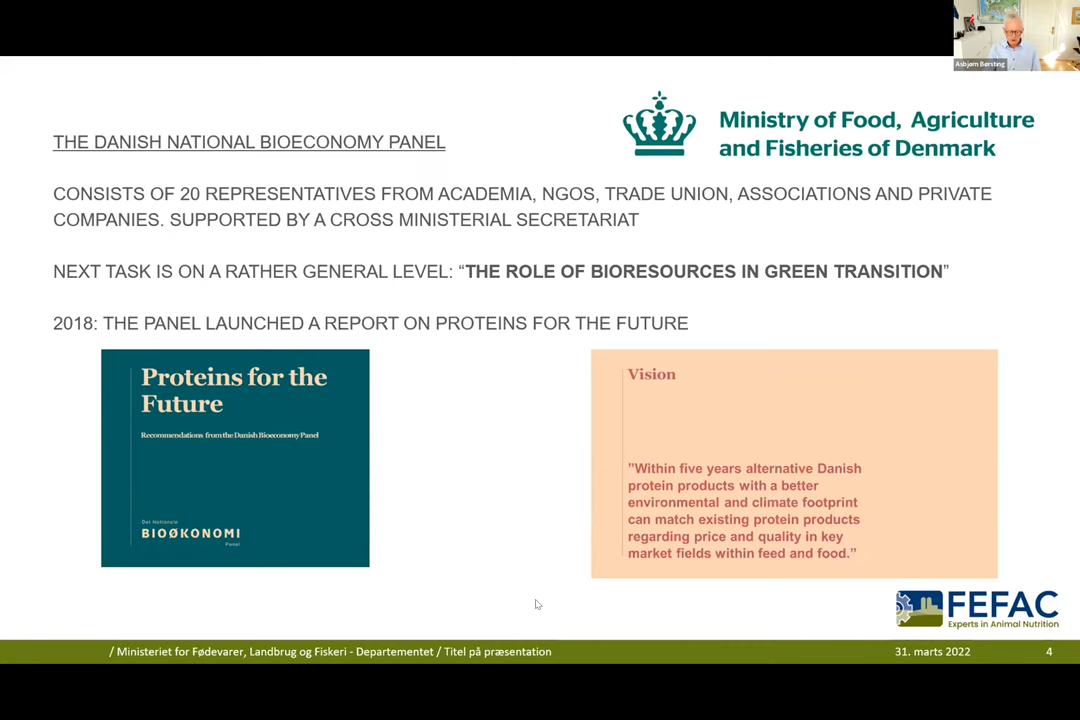 Asbjørn Børsting
Ministry of Food, Agriculture
and Fisheries of Denmark
THE DANISH NATIONAL BIOECONOMY PANEL
CONSISTS OF 20 REPRESENTATIVES FROM ACADEMIA, NGOS, TRADE UNION, ASSOCIATIONS AND PRIVATE
COMPANIES. SUPPORTED BY A CROSS MINISTERIAL SECRETARIAT
NEXT TASK IS ON A RATHER GENERAL LEVEL: “THE ROLE OF BIORESOURCES IN GREEN TRANSITION”
2018: THE PANEL LAUNCHED A REPORT ON PROTEINS FOR THE FUTURE
Proteins for the
Future
Recommendations from the Danish Bioeconomy Panel
Det Nationale
BIOØKONOMI
Panel
Vision
”Within five years alternative Danish
protein products with a better
environmental and climate footprint
can match existing protein products
regarding price and quality in key
market fields within feed and food.”
FEFAC
Experts in Animal Nutrition
/ Ministeriet for Fødevarer, Landbrug og Fiskeri - Departementet / Titel på præsentation
31. marts 2022
4